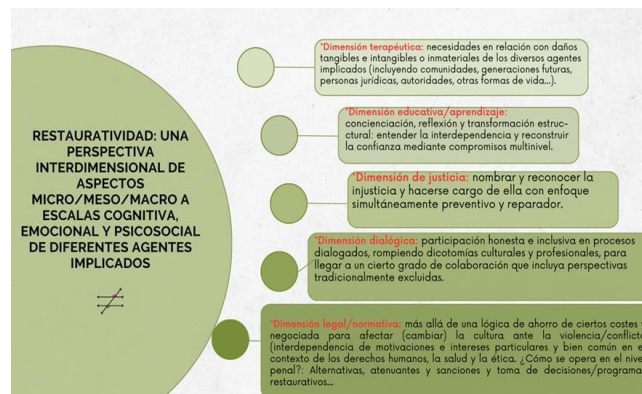 RESTAURATIVIDAD: UNA
PERSPECTIVA
INTERDIMENSIONAL DE
ASPECTOS
MICRO/MESO/MACRO A
ESCALAS COGNITIVA,
EMOCIONAL Y PSICOSOCIAL
DE DIFERENTES AGENTES
IMPLICADOS
*Dimensión terapéutica: necesidades en relación con daños
tangibles e intangibles o inmateriales de los diversos agentes
implicados (incluyendo comunidades, generaciones futuras,
personas jurídicas, autoridades, otras formas de vida...).
*Dimensión educativa/aprendizaje:
concienciación, reflexión y transformación estruc-
ctural: entender la interdependencia y reconstruir
la confianza mediante compromisos multinivel.
*Dimensión de justicia: nombrar y reconocer la
injusticia y hacerse cargo de ella con enfoque
simultáneamente preventivo y reparador.
*Dimensión dialógica: participación honesta e inclusiva en procesos
dialogados, rompiendo dicotomías culturales y profesionales, para
llegar a un cierto grado de colaboración que incluya perspectivas
tradicionalmente excluidas.
*Dimensión legal/normativa: más allá de una lógica de ahorro de ciertos costes
negociada para afectar (cambiar) la cultura ante la violencia/conflicto
(interdependencia de motivaciones e intereses particulares y bien común en e
contexto de los derechos humanos, la salud y la ética. ¿Cómo se opera en el nive
penal?: Alternativas, atenuantes y sanciones y toma de decisiones/programa
restaurativos...